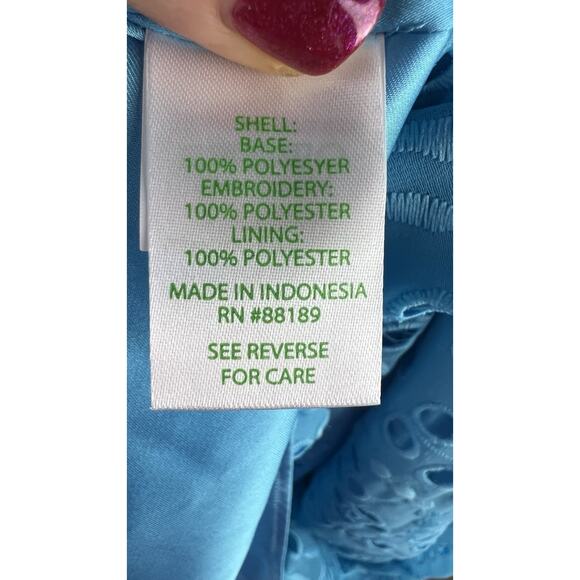 SHELL:
BASE:
100% POLYESYER
EMBROIDERY:
100% POLYESTER
LINING:
100% POLYESTER
MADE IN INDONESIA
RN #88189
SEE REVERSE
FOR CARE